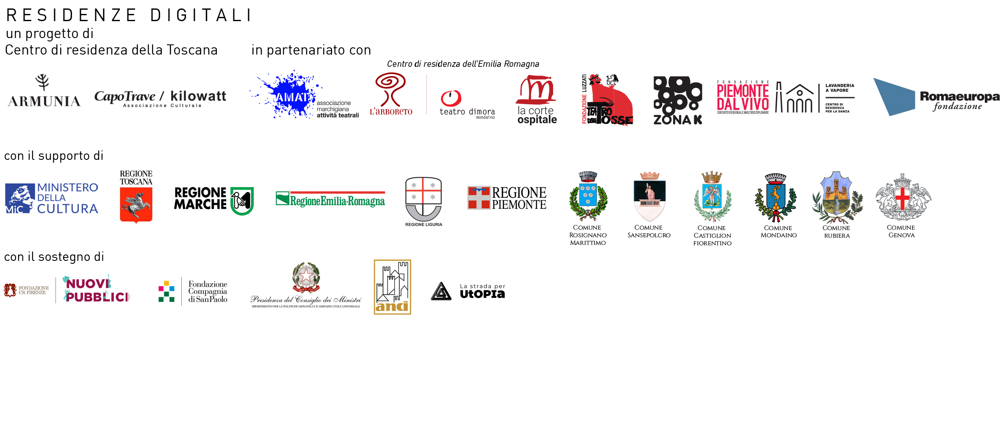 RESIDENZE DIGITALI
un progetto di
Centro di residenza della Toscana
in partenariato con
Centro di residenza dell'Emilia Romagna
ARMUNIA
CapoTrave / kilowatt
Associazione Culturale
AMAT
associazione
marchigiana
attività teatrali
L'ARBORETO
teatro dimora
mondaino
la corte
ospitale
FONDAZIONE LUZZATI
TEATRO
DELLA TOSSE
ZONA K
FONDAZIONE
PIEMONTE
DAL VIVO
CIRCUITO REGIONALE MULTIDISCIPLINARE
LAVANDERIA
A VAPORE
CENTRO DI
RESIDENZA
PER LA DANZA
Romaeuropa
fondazione
con il supporto di
MiC
MINISTERO
DELLA
CULTURA
REGIONE
TOSCANA
REGIONE
MARCHE
RegioneEmilia-Romagna
REGIONE LIGURIA
REGIONE
PIEMONTE
COMUNE
ROSIGNANO
MARITTIMO
COMUNE
SANSEPOLCRO
COMUNE
CASTIGLION
FIORENTINO
COMUNE
MONDAINO
COMUNE
RUBIERA
COMUNE
GENOVA
con il sostegno di
FONDAZIONE
CR FIRENZE
NUOVI
PUBBLICI
Fondazione
Compagnia
di San Paolo
REPVBBLICA ITALIANA
Presidenza del Consiglio dei Ministri
DIPARTIMENTO PER LE POLITICHE GIOVANILI E IL SERVIZIO CIVILE UNIVERSALE
anci
La strada per
UtOPIa